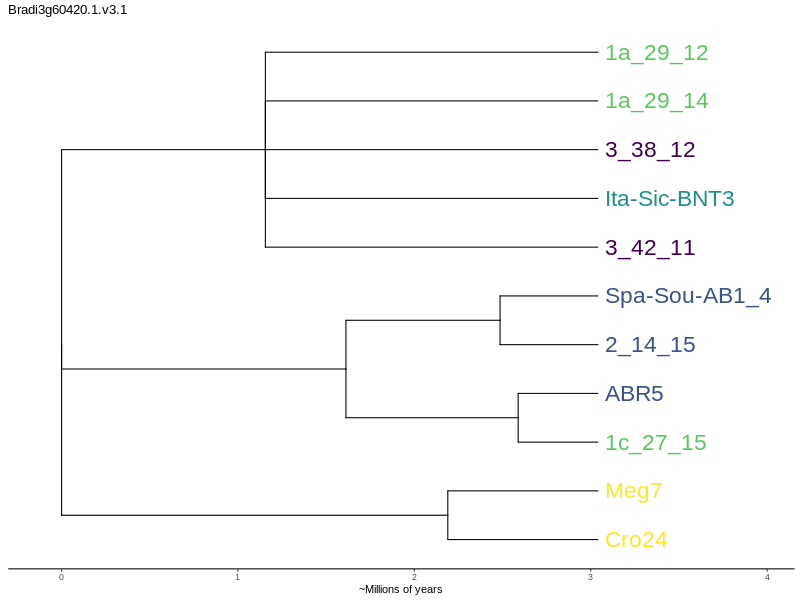 Bradi3g60420.1.v3.1
1a_29_12
1a_29_14
3_38_12
Ita-Sic-BNT3
3_42_11
Spa-Sou-AB1_4
2_14_15
ABR5
1c_27_15
Meg7
Cro24
0 1 2 3 4
~Millions of years